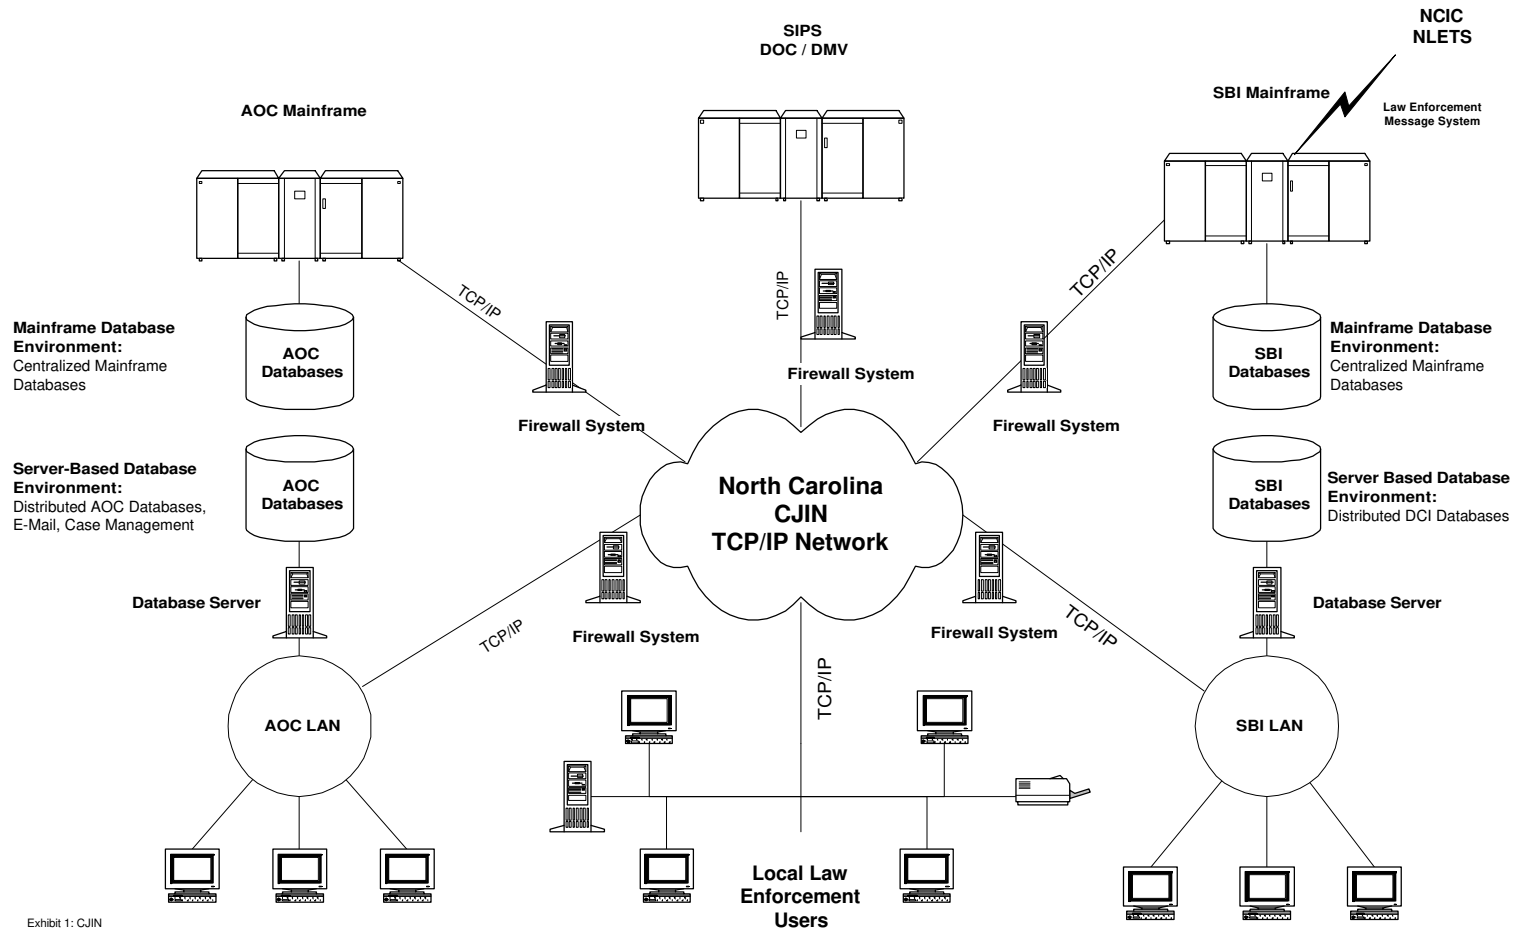 NCIC
NLETS
SIPS
DOC / DMV
SBI Mainframe
Law Enforcement
Message System
AOC Mainframe
TCP/IP
TCP/IP
TCP/IP
Mainframe Database
Environment:
Centralized Mainframe
Databases
AOC
Databases
Firewall System
Firewall System
Firewall System
SBI
Databases
Mainframe Database
Environment:
Centralized Mainframe
Databases
Server-Based Database
Environment:
Distributed AOC Databases,
E-Mail, Case Management
AOC
Databases
North Carolina
CJIN
TCP/IP Network
SBI
Databases
Server Based Database
Environment:
Distributed DCI Databases
Database Server
TCP/IP
Firewall System
Firewall System
TCP/IP
Database Server
TCP/IP
AOC LAN
SBI LAN
Local Law
Enforcement
Users
Exhibit 1: CJIN